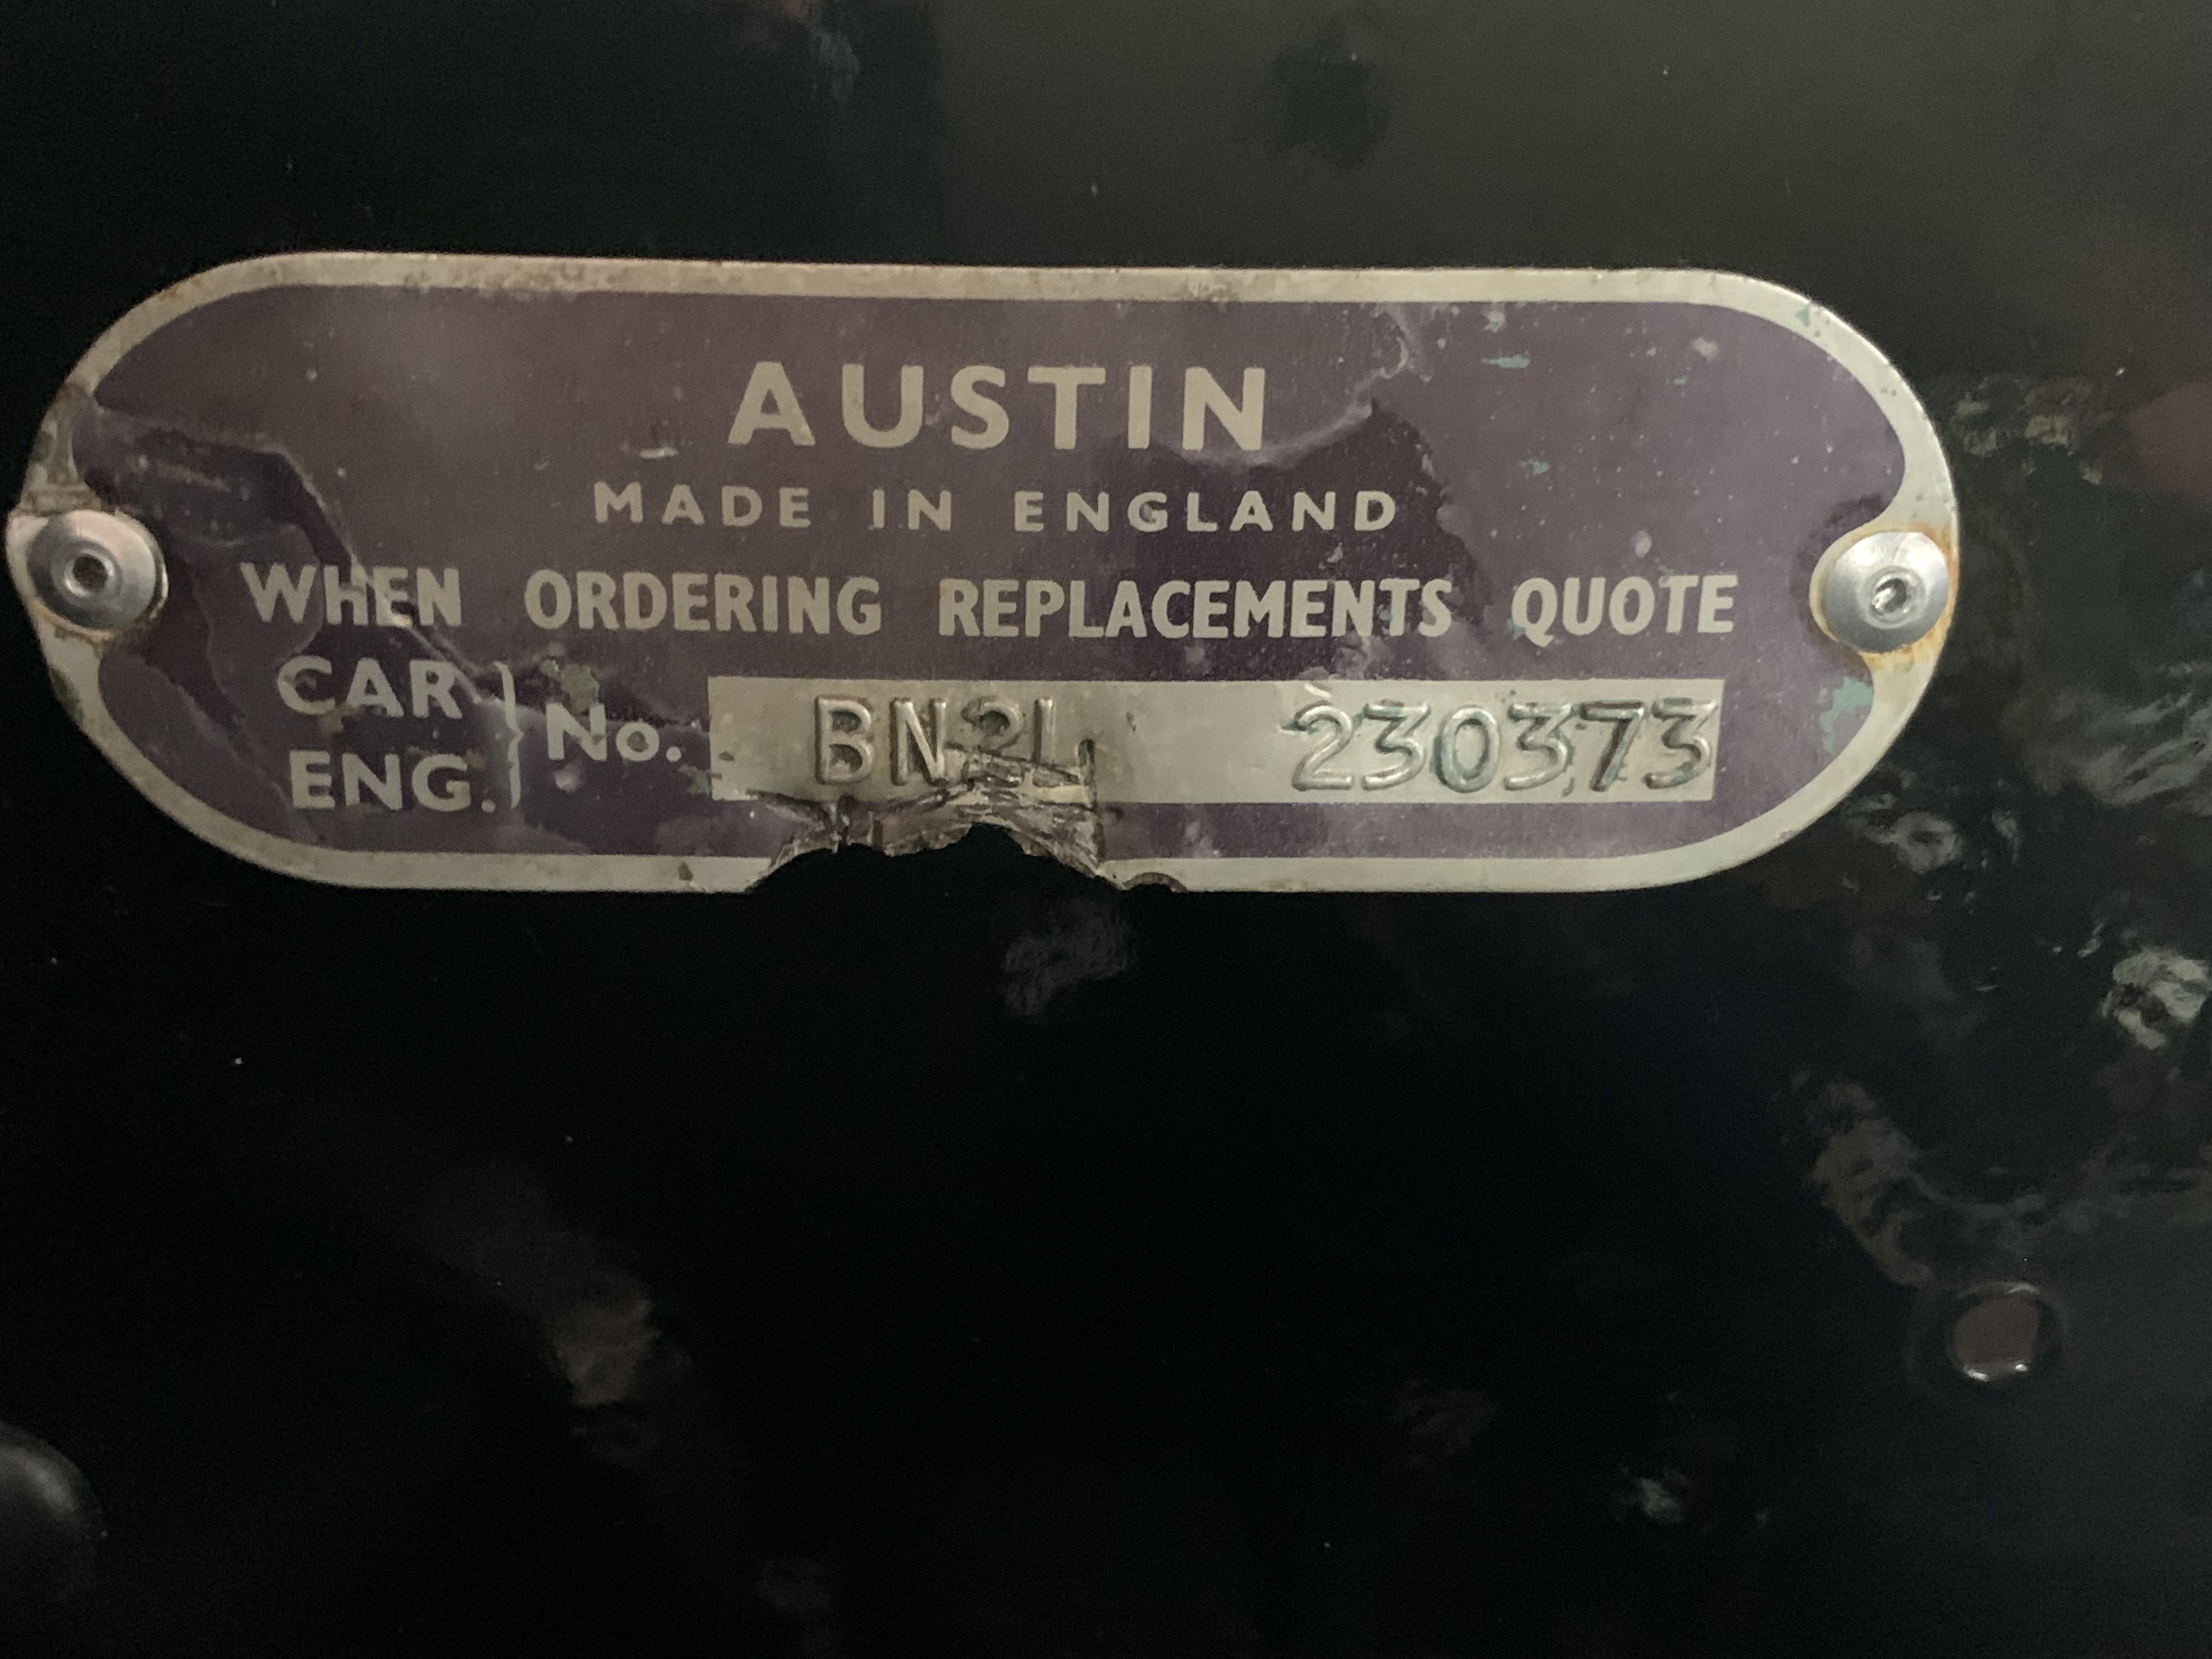 AUSTIN
MADE IN ENGLAND
WHEN ORDERING REPLACEMENTS QUOTE
CAR
ENG. } No. BN2L 230373